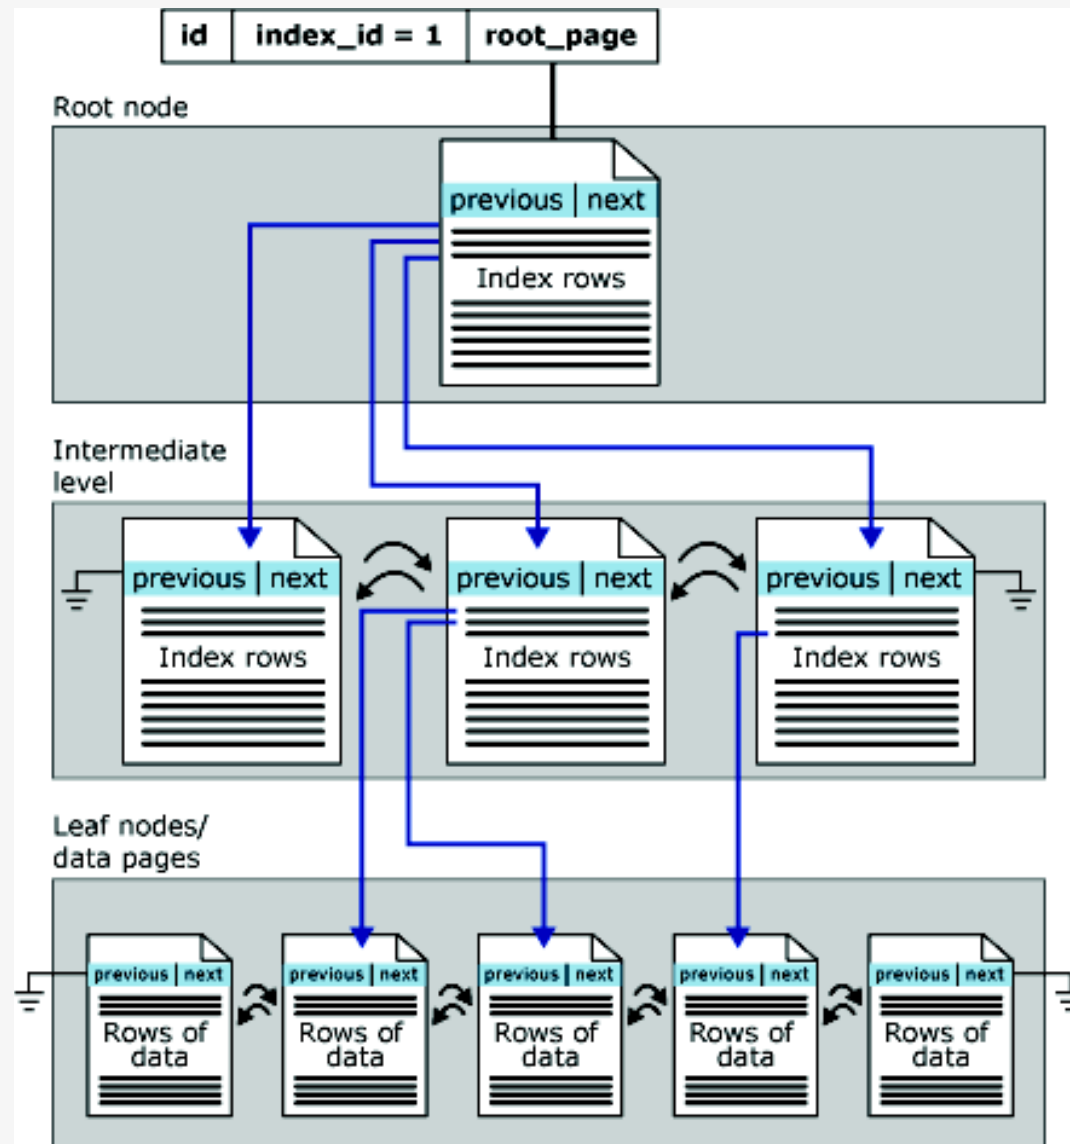 id index_id = 1 root_page
Root node
previous next
Index rows
Intermediate
level
previous next previous next previous next
Index rows Index rows Index rows
Leaf nodes/
data pages
previous next previous next previous next previous next previous next
Rows of Rows of Rows of Rows of Rows of
data data data data data